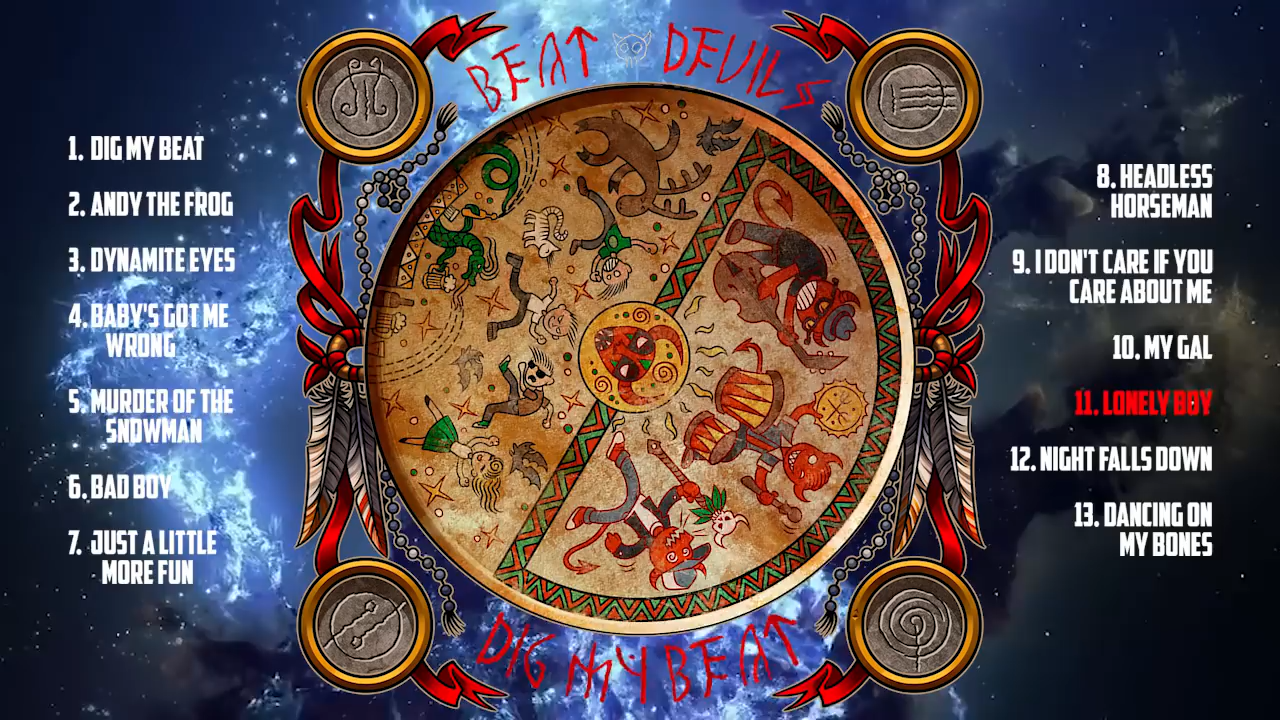 BEAT DEVILS
1. DIG MY BEAT
2. ANDY THE FROG
3. DYNAMITE EYES
4. BABY'S GOT ME
WRONG
5. MURDER OF THE
SNOWMAN
6. BAD BOY
7. JUST A LITTLE
MORE FUN
8. HEADLESS
HORSEMAN
9. I DON'T CARE IF YOU
CARE ABOUT ME
10. MY GAL
11. LONELY BOY
12. NIGHT FALLS DOWN
13. DANCING ON
MY BONES
DIG MY BEAT